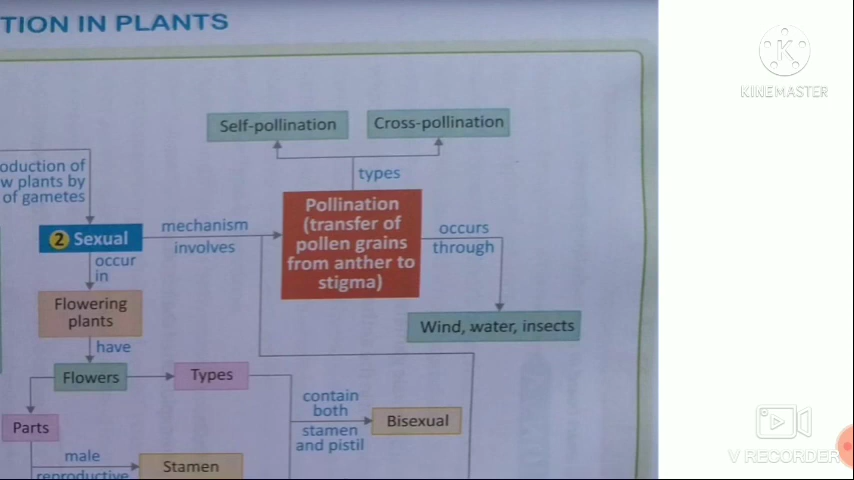 TION IN PLANTS
KINEMASTER
Self-pollination
Cross-pollination
types
oduction of
w plants by
of gametes
2 Sexual
mechanism
involves
Pollination
(transfer of
pollen grains
from anther to
stigma)
occurs
through
occur
in
Flowering
plants
Wind, water, insects
have
Flowers
Types
contain
both
stamen
and pistil
Bisexual
Parts
male
reproductive
Stamen
V RECORDER